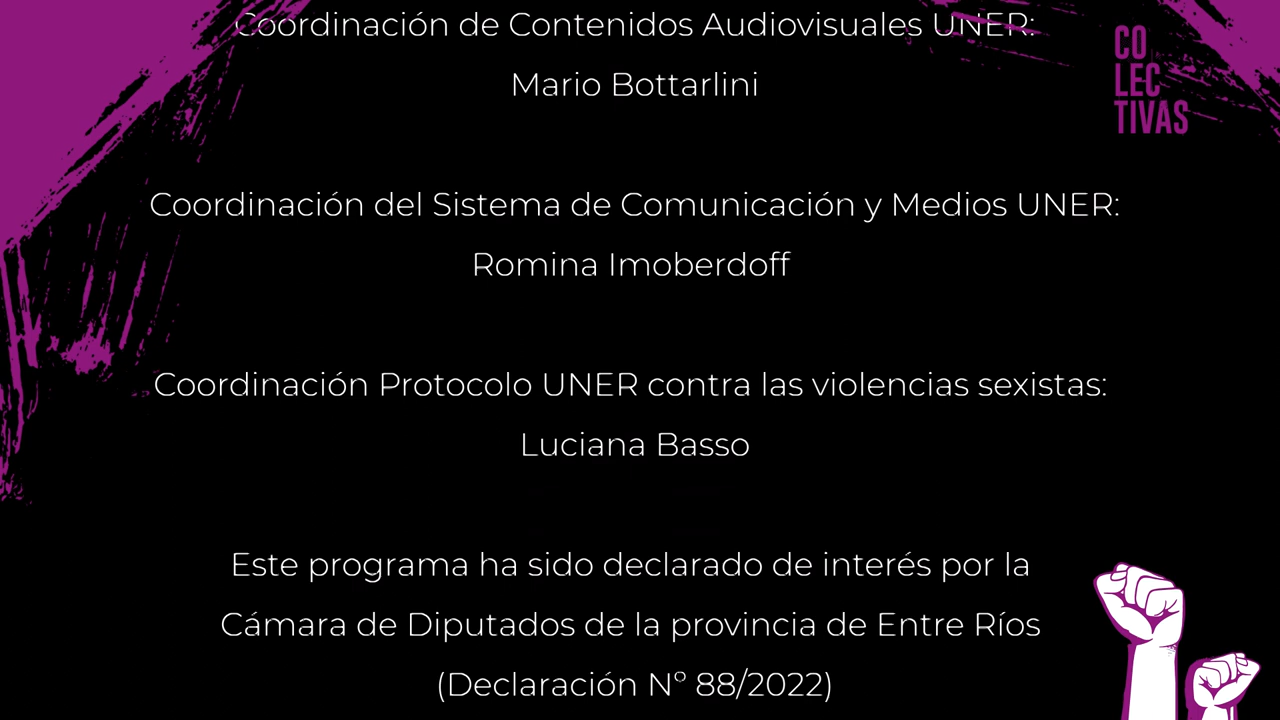 Coordinación de Contenidos Audiovisuales UNER:
Mario Bottarlini
CO
LEC
TIVAS
Coordinación del Sistema de Comunicación y Medios UNER:
Romina Imoberdoff
Coordinación Protocolo UNER contra las violencias sexistas:
Luciana Basso
Este programa ha sido declarado de interés por la
Cámara de Diputados de la provincia de Entre Ríos
(Declaración Nº 88/2022)